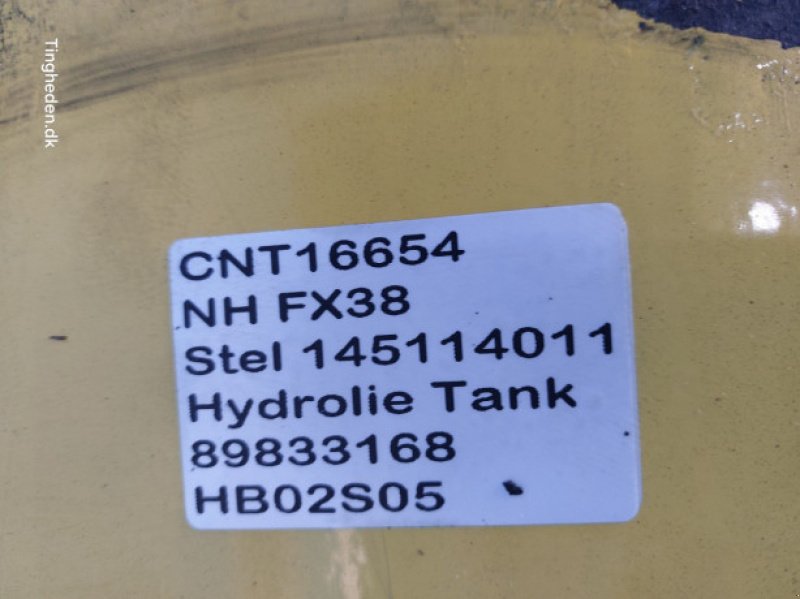 Tingheden.dk
CNT16654
NH FX38
Stel 145114011
Hydrolie Tank
89833168
HB02S05